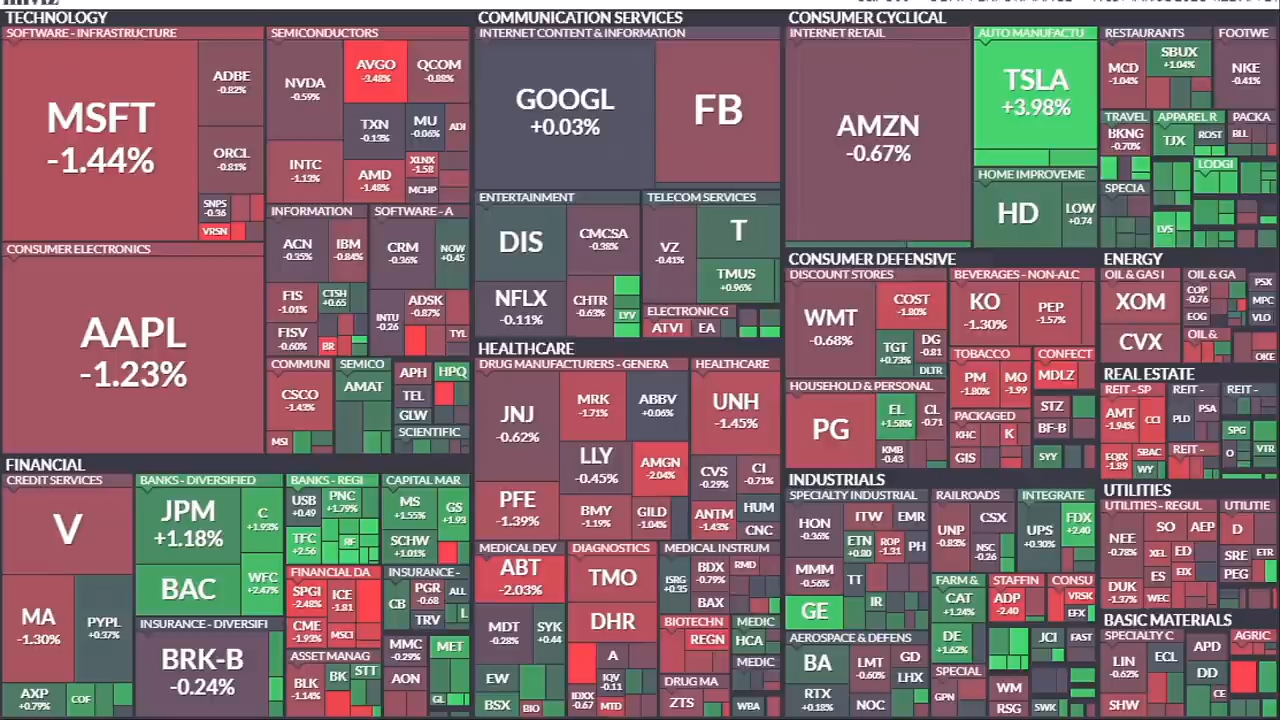 TECHNOLOGY
SOFTWARE - INFRASTRUCTURE
MSFT
-1.44%
ADBE
-0.82%
ORCL
-0.81%
SNPS
-0.36
VRSN
SEMICONDUCTORS
NVDA
-0.59%
AVGO
-3.48%
QCOM
-0.88%
TXN
-0.13%
MU
-0.06%
ADI
INTC
-1.13%
AMD
-1.48%
XLNX
-1.58
MCHP
CONSUMER ELECTRONICS
AAPL
-1.23%
INFORMATION
ACN
-0.35%
IBM
-0.84%
FIS
-1.01%
CTSH
+0.65
FISV
-0.60%
BR
SOFTWARE - A
CRM
-0.36%
NOW
+0.45
INTU
-0.26
ADSK
-0.87%
TYL
COMMUNI
CSCO
-1.43%
MSI
SEMICO
AMAT
APH
HPQ
TEL
GLW
SCIENTIFIC
COMMUNICATION SERVICES
INTERNET CONTENT & INFORMATION
GOOGL
+0.03%
FB
ENTERTAINMENT
DIS
CMCSA
-0.38%
NFLX
-0.11%
CHTR
-0.63%
LYV
TELECOM SERVICES
VZ
-0.41%
T
TMUS
+0.96%
ELECTRONIC G
ATVI
EA
CONSUMER CYCLICAL
INTERNET RETAIL
AMZN
-0.67%
AUTO MANUFACTU
TSLA
+3.98%
HOME IMPROVEME
HD
LOW
+0.74
RESTAURANTS
MCD
-1.04%
SBUX
+1.04%
FOOTWE
NKE
-0.41%
TRAVEL
BKNG
-0.70%
APPAREL R
TJX
ROST
PACKA
BLL
LODGI
SPECIA
LVS
HEALTHCARE
DRUG MANUFACTURERS - GENERA
JNJ
-0.62%
MRK
-1.71%
ABBV
+0.06%
LLY
-0.45%
AMGN
-2.04%
PFE
-1.39%
BMY
-1.19%
GILD
-1.04%
HEALTHCARE
UNH
-1.45%
CVS
-0.29%
CI
-0.71%
ANTM
-1.43%
HUM
CNC
MEDICAL DEV
ABT
-2.03%
MDT
-0.28%
SYK
+0.44
EW
BSX
BIO
DIAGNOSTICS
TMO
DHR
A
IQV
-0.11
IDXX
-0.67
MTD
MEDICAL INSTRUM
ISRG
+0.35
BDX
-0.79%
RMD
BAX
BIOTECHN
REGN
MEDIC
HCA
MEDIC
DRUG MA
ZTS
WBA
CONSUMER DEFENSIVE
DISCOUNT STORES
WMT
-0.68%
COST
-1.80%
TGT
+0.73%
DG
-0.81
DLTR
BEVERAGES - NON-ALC
KO
-1.30%
PEP
-1.57%
HOUSEHOLD & PERSONAL
PG
EL
+1.58%
CL
-0.71
KMB
-0.43
TOBACCO
PM
-1.80%
MO
-1.99
CONFECT
MDLZ
PACKAGED
KHC
K
GIS
STZ
BF-B
SYY
ENERGY
OIL & GAS I
XOM
CVX
OIL & GA
COP
-0.76
EOG
PSX
MPC
VLO
OIL &
OKE
REAL ESTATE
REIT - SP
AMT
-1.94%
CCI
EQIX
-1.89
SBAC
WY
REIT -
PLD
PSA
REIT -
SPG
REIT -
O
VTR
FINANCIAL
CREDIT SERVICES
V
MA
-1.30%
PYPL
+0.37%
AXP
+0.79%
COF
BANKS - DIVERSIFIED
JPM
+1.18%
C
+1.93%
BAC
WFC
+2.47%
INSURANCE - DIVERSIFI
BRK-B
-0.24%
BANKS - REGI
USB
+0.49
PNC
+1.79%
TFC
+2.56
RF
CAPITAL MAR
MS
+1.55%
GS
+1.93
SCHW
+1.01%
FINANCIAL DA
SPGI
-2.48%
ICE
-1.81
CME
-1.93%
MSCI
INSURANCE -
CB
PGR
-0.68
ALL
TRV
L
MMC
-0.29%
MET
AON
GL
ASSET MANAG
BLK
-1.14%
BK
STT
INDUSTRIALS
SPECIALTY INDUSTRIAL
HON
-0.36%
ITW
EMR
ETN
+0.80
ROP
-1.31
PH
MMM
-0.56%
TT
GE
IR
RAILROADS
UNP
-0.83%
CSX
NSC
-0.26
INTEGRATE
UPS
+0.30%
FDX
+2.40
AEROSPACE & DEFENS
BA
LMT
-0.60%
GD
LHX
RTX
+0.18%
NOC
FARM &
CAT
+1.24%
DE
+1.62%
STAFFIN
ADP
-2.40
CONSU
VRSK
EFX
JCI
FAST
SPECIAL
GPN
WM
RSG
SWK
UTILITIES
UTILITIES - REGUL
NEE
-0.78%
SO
AEP
XEL
ED
DUK
-1.37%
ES
EIX
WEC
UTILITIE
D
SRE
ETR
PEG
BASIC MATERIALS
SPECIALTY C
LIN
-0.62%
ECL
APD
DD
CE
SHW
AGRIC